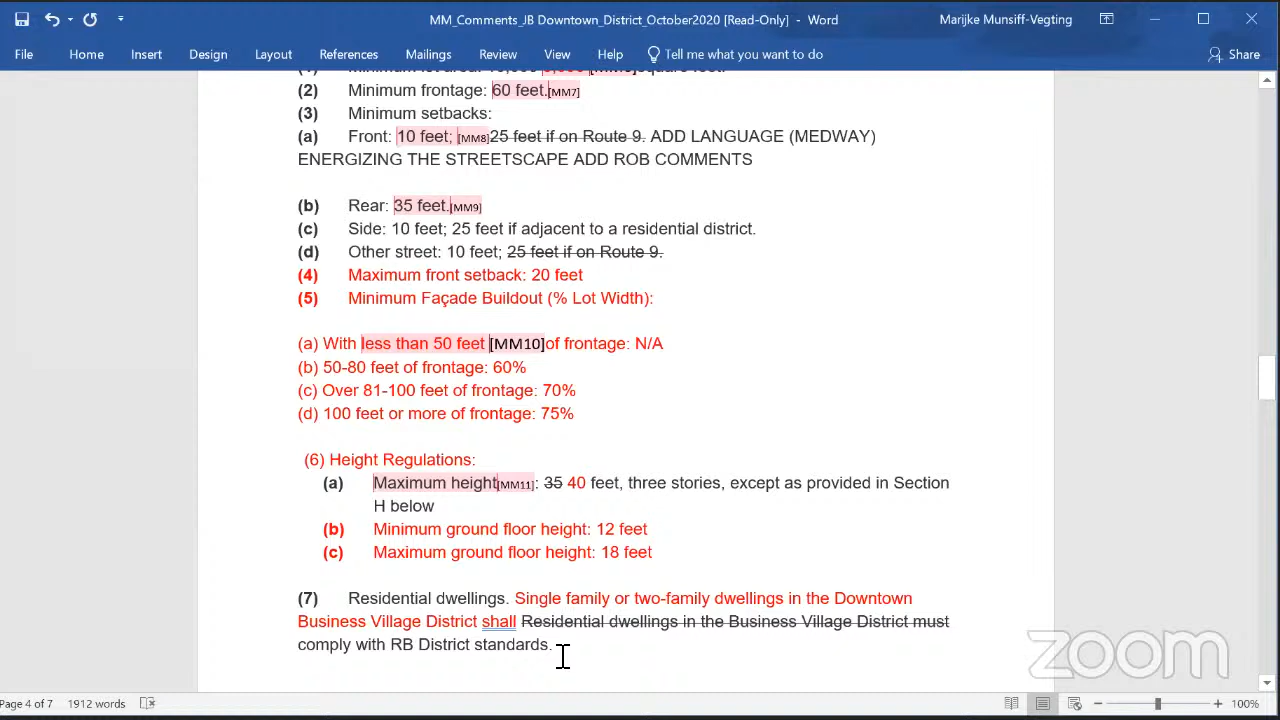 MM_Comments_JB Downtown_District_October2020 [Read-Only] - Word
Marijke Munsiff-Vegting
File Home Insert Design Layout References Mailings Review View Help Tell me what you want to do Share
(2) Minimum frontage: 60 feet.[MM7]
(3) Minimum setbacks:
(a) Front: 10 feet; [MM8]25 feet if on Route 9. ADD LANGUAGE (MEDWAY)
ENERGIZING THE STREETSCAPE ADD ROB COMMENTS
(b) Rear: 35 feet.[MM9]
(c) Side: 10 feet; 25 feet if adjacent to a residential district.
(d) Other street: 10 feet; 25 feet if on Route 9.
(4) Maximum front setback: 20 feet
(5) Minimum Façade Buildout (% Lot Width):
(a) With less than 50 feet [MM10]of frontage: N/A
(b) 50-80 feet of frontage: 60%
(c) Over 81-100 feet of frontage: 70%
(d) 100 feet or more of frontage: 75%
(6) Height Regulations:
(a) Maximum height[MM11]: 35 40 feet, three stories, except as provided in Section
H below
(b) Minimum ground floor height: 12 feet
(c) Maximum ground floor height: 18 feet
(7) Residential dwellings. Single family or two-family dwellings in the Downtown
Business Village District shall Residential dwellings in the Business Village District must
comply with RB District standards.
zoom
Page 4 of 7 1912 words 100%